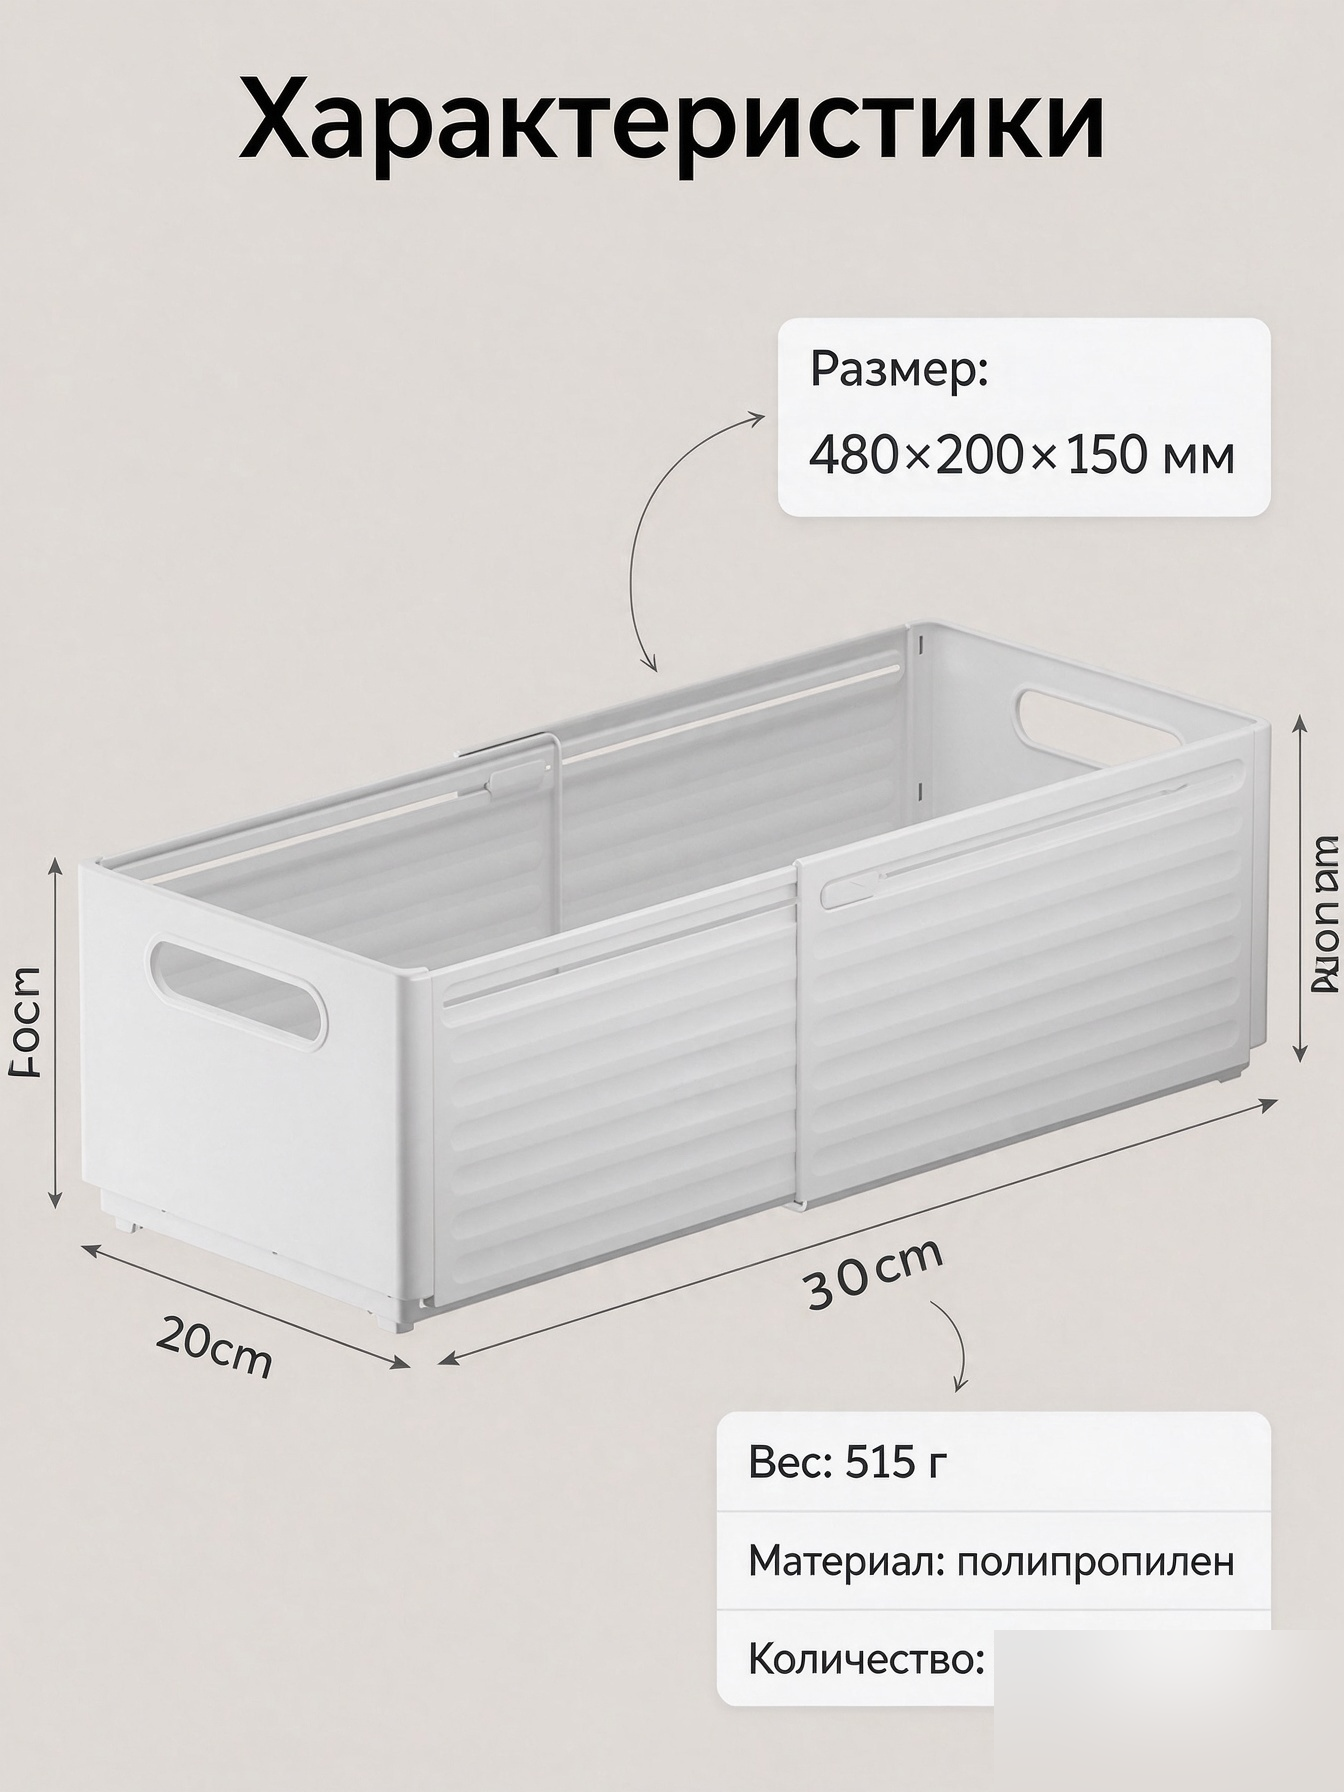 Характеристики
Размер:
480×200×150 мм
30cm
20cm
Вес: 515 г
Материал: полипропилен
Количество: